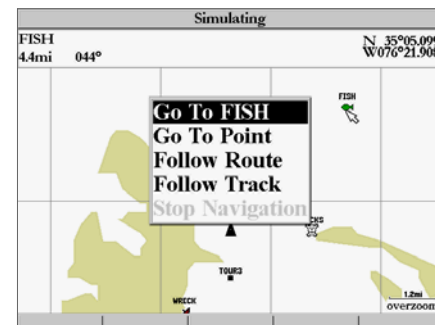 Simulating
FISH
4.4mi 044°
N 35°05.09
W076°21.908
FISH
Go To FISH
Go To Point
Follow Route
Follow Track
Stop Navigation
TOUR3
WRECK
1.2mi
overzoom